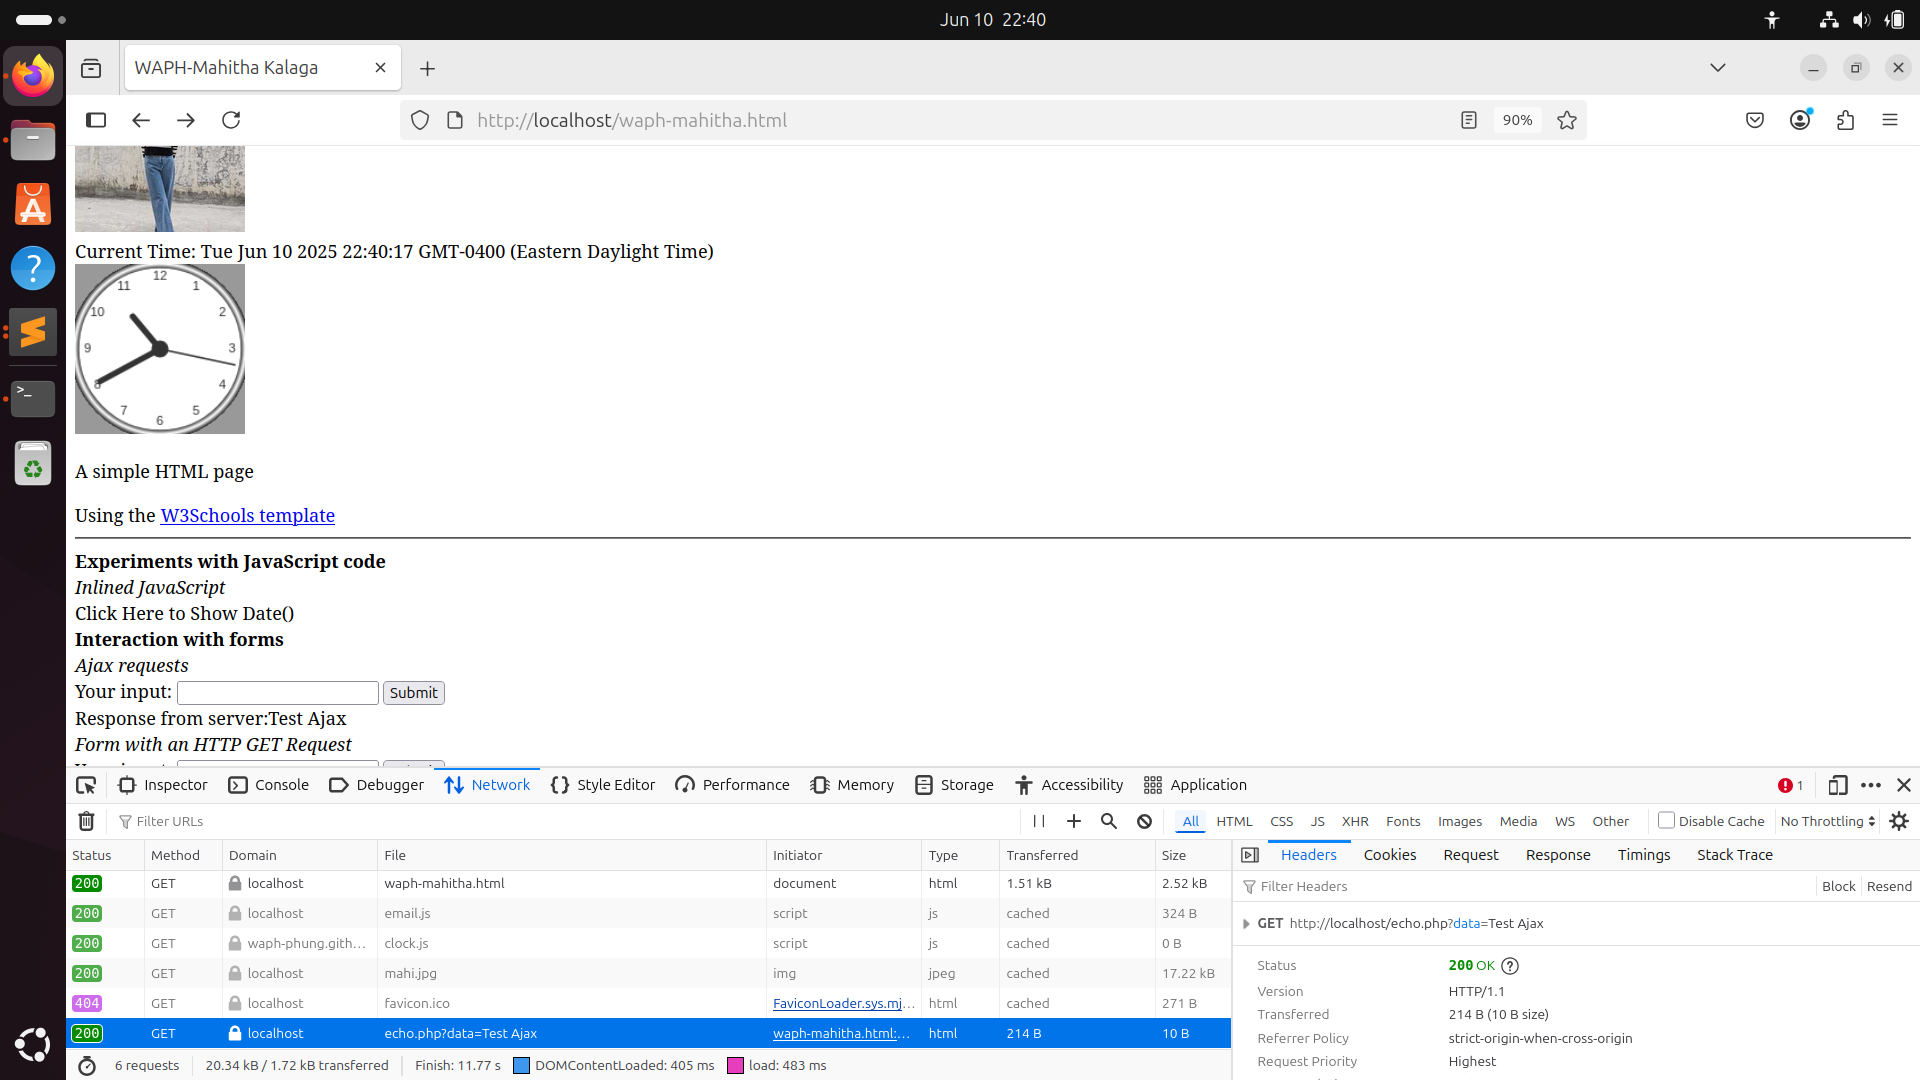 Jun 10 22:40
WAPH-Mahitha Kalaga
http://localhost/waph-mahitha.html
90%
Current Time: Tue Jun 10 2025 22:40:17 GMT-0400 (Eastern Daylight Time)
12
11 1
10 2
9 3
8 4
7 5
6
A simple HTML page
Using the W3Schools template
Experiments with JavaScript code
Inlined JavaScript
Click Here to Show Date()
Interaction with forms
Ajax requests
Your input: Submit
Response from server:Test Ajax
Form with an HTTP GET Request
Inspector Console Debugger Network Style Editor Performance Memory Storage Accessibility Application 1
Filter URLs All HTML CSS JS XHR Fonts Images Media WS Other Disable Cache No Throttling
Status Method Domain File Initiator Type Transferred Size
200 GET localhost waph-mahitha.html document html 1.51 kB 2.52 kB
200 GET localhost email.js script js cached 324 B
200 GET waph-phung.gith… clock.js script js cached 0 B
200 GET localhost mahi.jpg img jpeg cached 17.22 kB
404 GET localhost favicon.ico FaviconLoader.sys.mj… html cached 271 B
200 GET localhost echo.php?data=Test Ajax waph-mahitha.html:… html 214 B 10 B
6 requests 20.34 kB / 1.72 kB transferred Finish: 11.77 s DOMContentLoaded: 405 ms load: 483 ms
Headers Cookies Request Response Timings Stack Trace
Filter Headers Block Resend
GET http://localhost/echo.php?data=Test Ajax
Status 200 OK ?
Version HTTP/1.1
Transferred 214 B (10 B size)
Referrer Policy strict-origin-when-cross-origin
Request Priority Highest